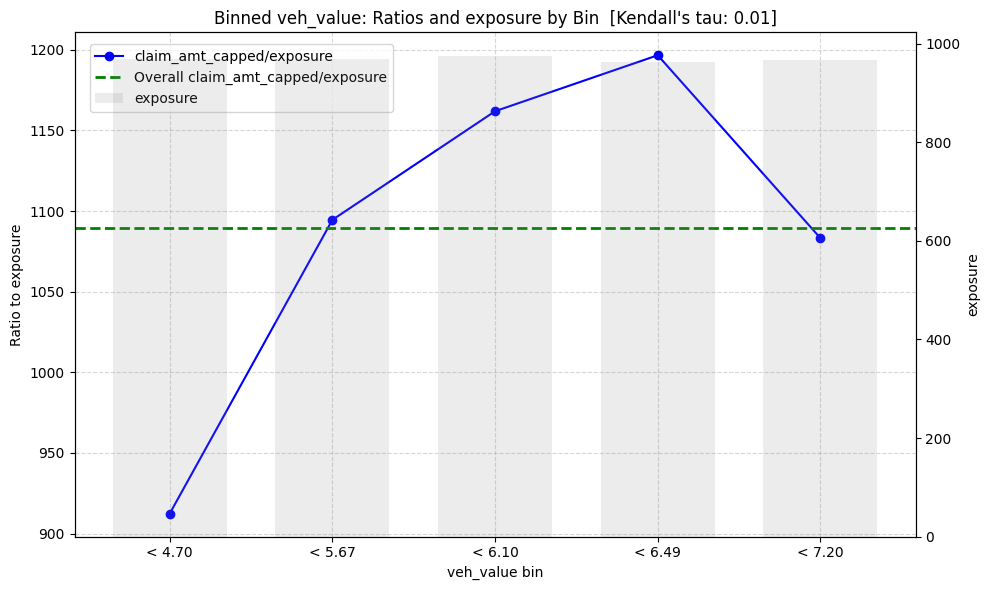 Binned veh_value: Ratios and exposure by Bin  [Kendall's tau: 0.01]
claim_amt_capped/exposure
Overall claim_amt_capped/exposure
exposure
Ratio to exposure
1200
1150
1100
1050
1000
950
900
1000
800
600
400
200
0
exposure
< 4.70
< 5.67
< 6.10
< 6.49
< 7.20
veh_value bin